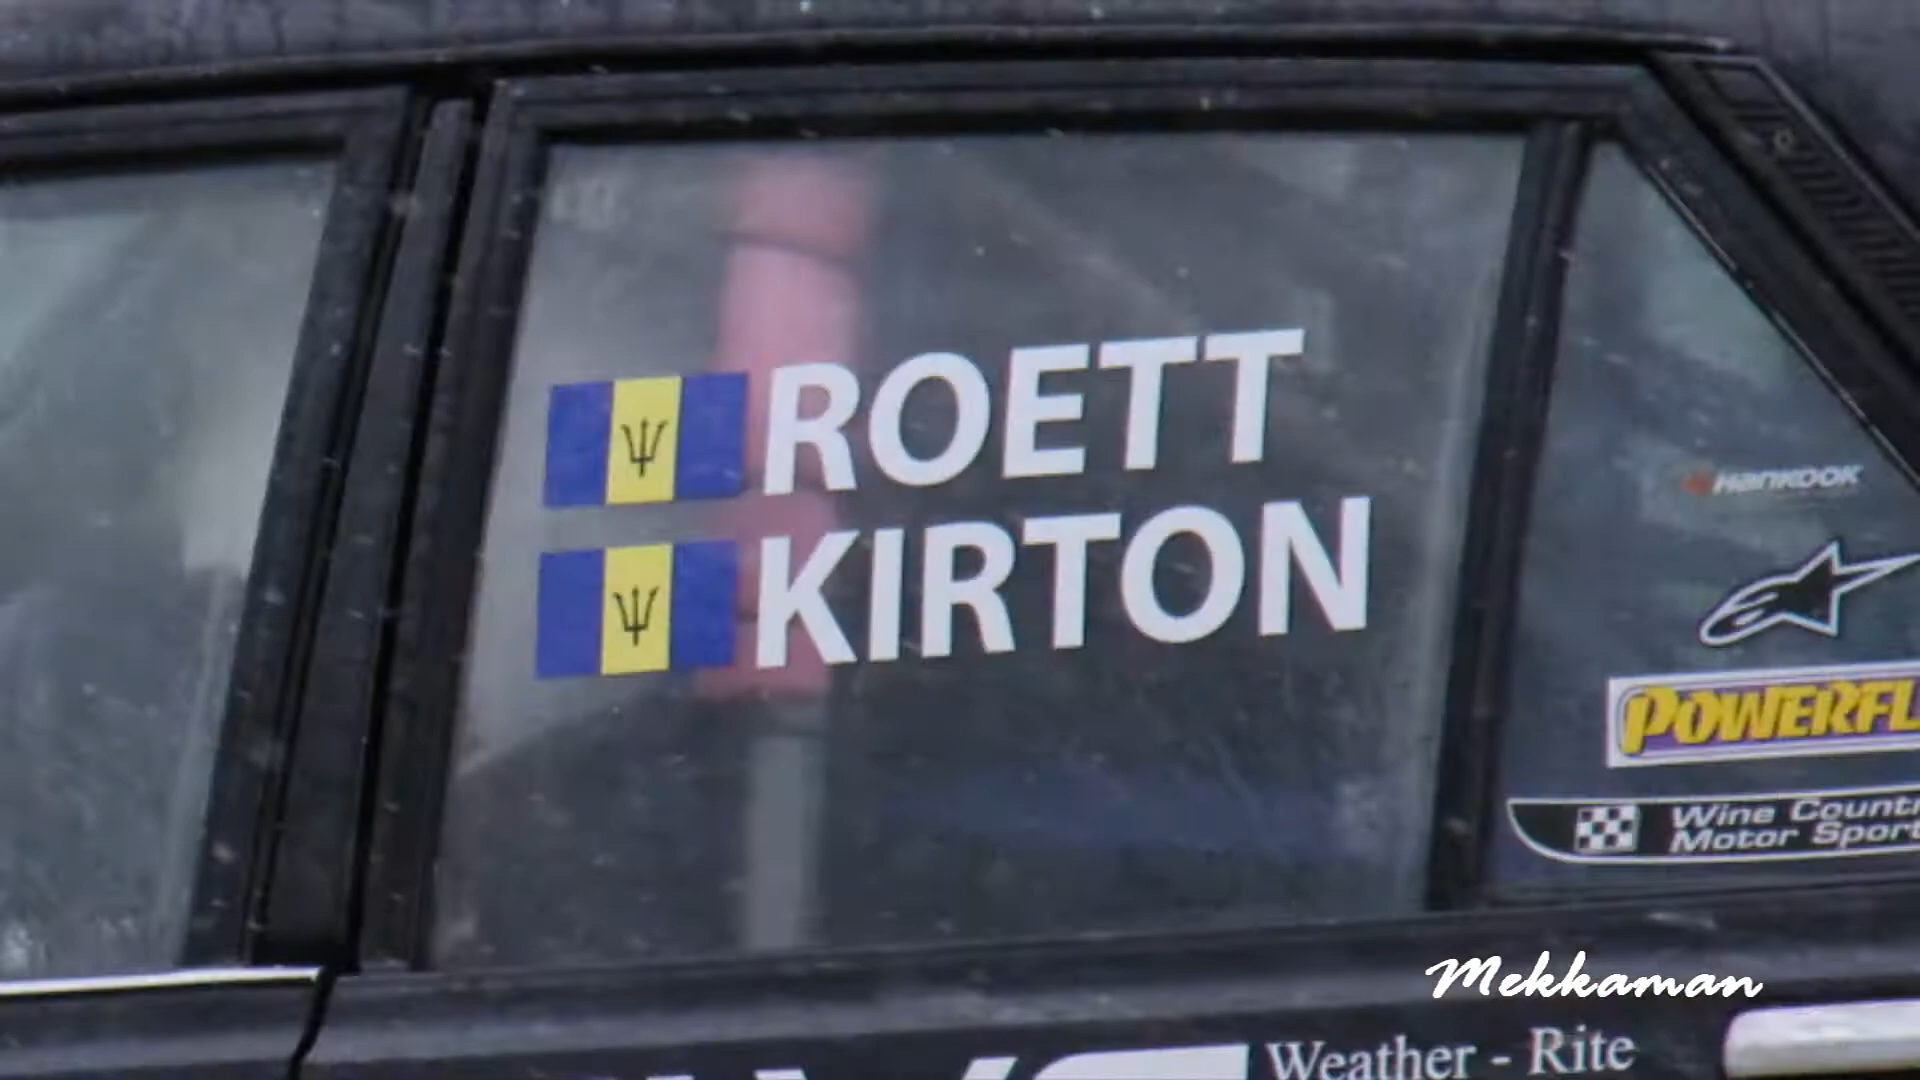 ROETT
KIRTON
HANKOOK
POWERFL
Wine Countr
Motor Sport
Mekkaman
Weather - Rite